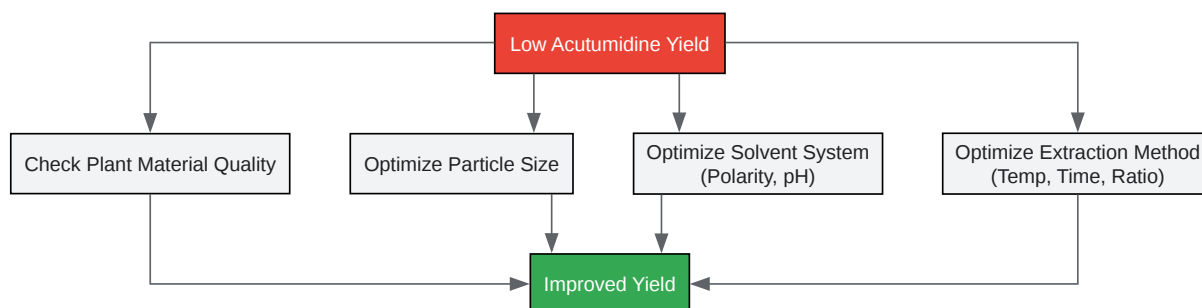 Low Acutumidine Yield
Check Plant Material Quality
Optimize Particle Size
Optimize Solvent System
(Polarity, pH)
Optimize Extraction Method
(Temp, Time, Ratio)
Improved Yield